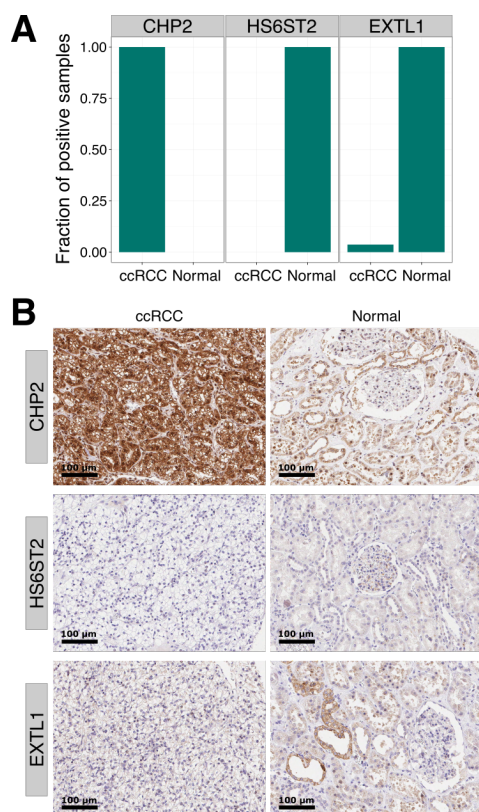 A
CHP2 HS6ST2 EXTL1
Fraction of positive samples
1.00
0.75
0.50
0.25
0.00
ccRCC Normal ccRCC Normal ccRCC Normal
B
ccRCC Normal
CHP2
100 µm 100 µm
HS6ST2
100 µm 100 µm
EXTL1
100 µm 100 µm